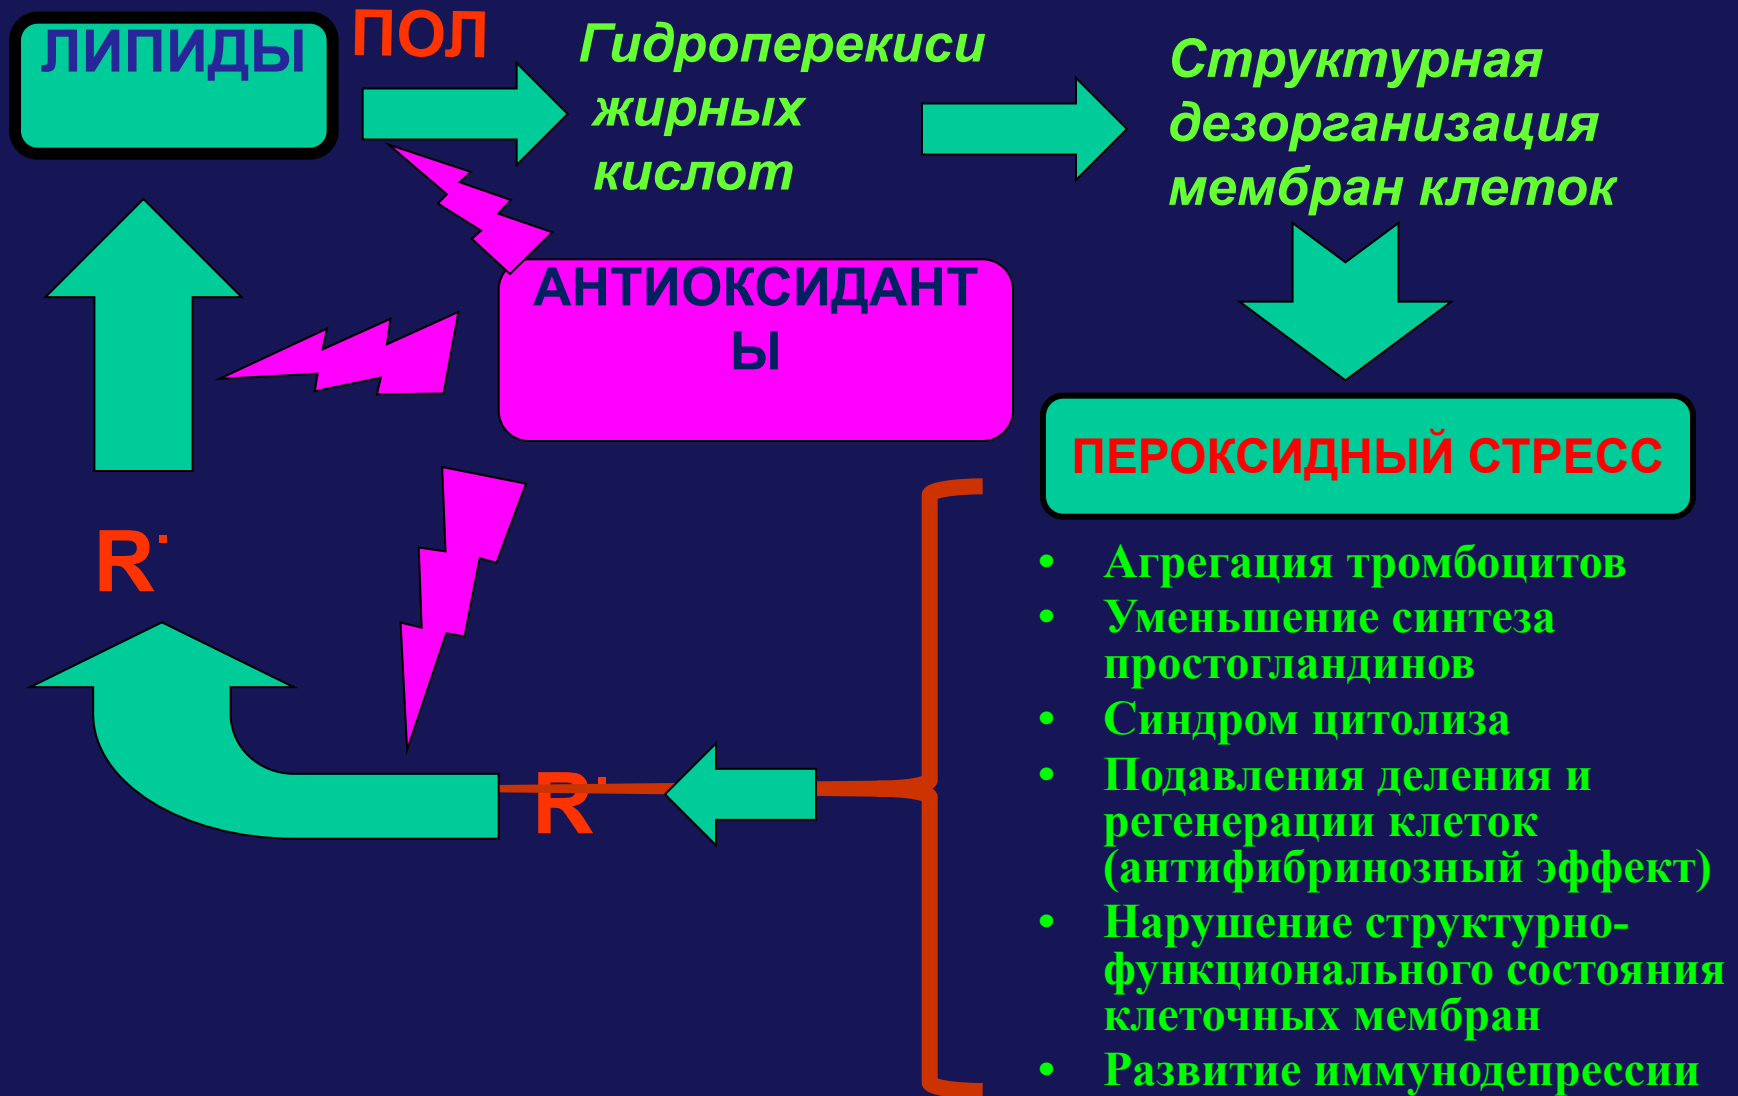 ЛИПИДЫ
ПОЛ
Гидроперекиси
жирных
кислот
Структурная
дезорганизация
мембран клеток
АНТИОКСИДАНТ
Ы
ПЕРОКСИДНЫЙ СТРЕСС
R·
R·
• Агрегация тромбоцитов
• Уменьшение синтеза
простогландинов
• Синдром цитолиза
• Подавления деления и
регенерации клеток
(антифибринозный эффект)
• Нарушение структурно-
функционального состояния
клеточных мембран
• Развитие иммунодепрессии